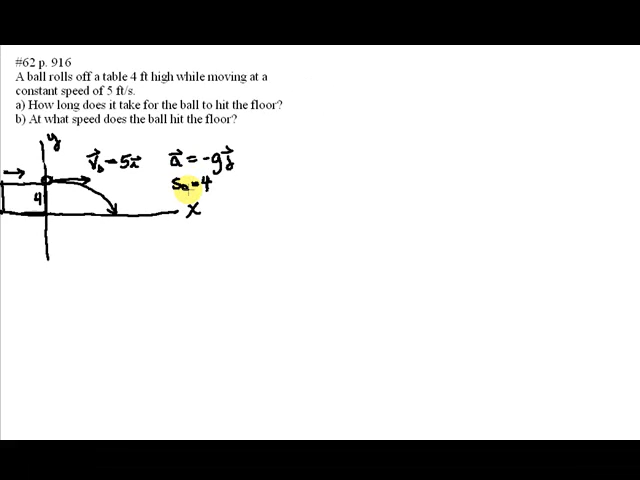 #62 p. 916
A ball rolls off a table 4 ft high while moving at a
constant speed of 5 ft/s.
a) How long does it take for the ball to hit the floor?
b) At what speed does the ball hit the floor?
y
v⃗₀ = 5i⃗ a⃗ = -gj⃗
s₀ = 4
4
x